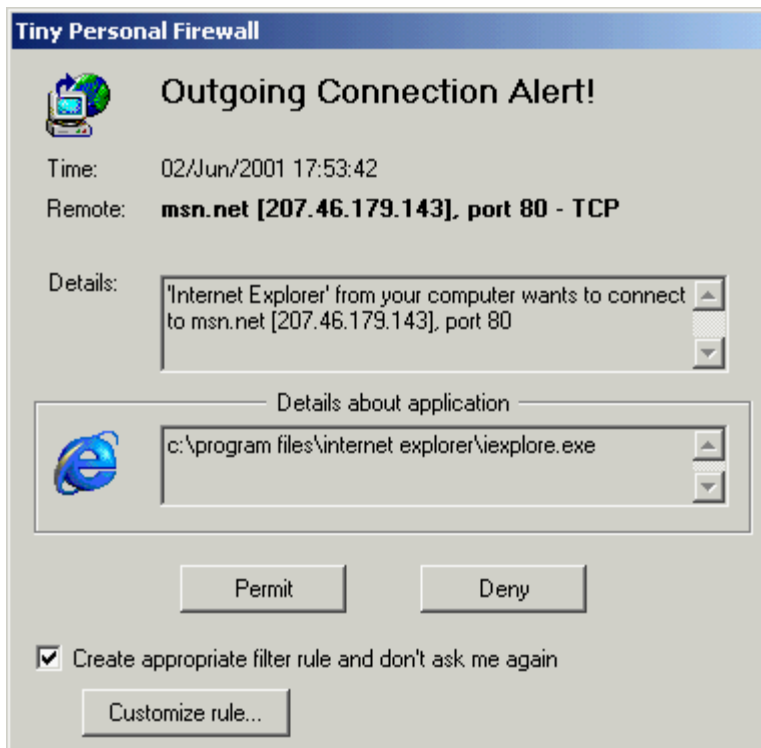 Tiny Personal Firewall
Outgoing Connection Alert!
Time: 02/Jun/2001 17:53:42
Remote: msn.net [207.46.179.143], port 80 - TCP
Details: 'Internet Explorer' from your computer wants to connect
to msn.net [207.46.179.143], port 80
Details about application
c:\program files\internet explorer\iexplore.exe
Permit Deny
Create appropriate filter rule and don't ask me again
Customize rule...